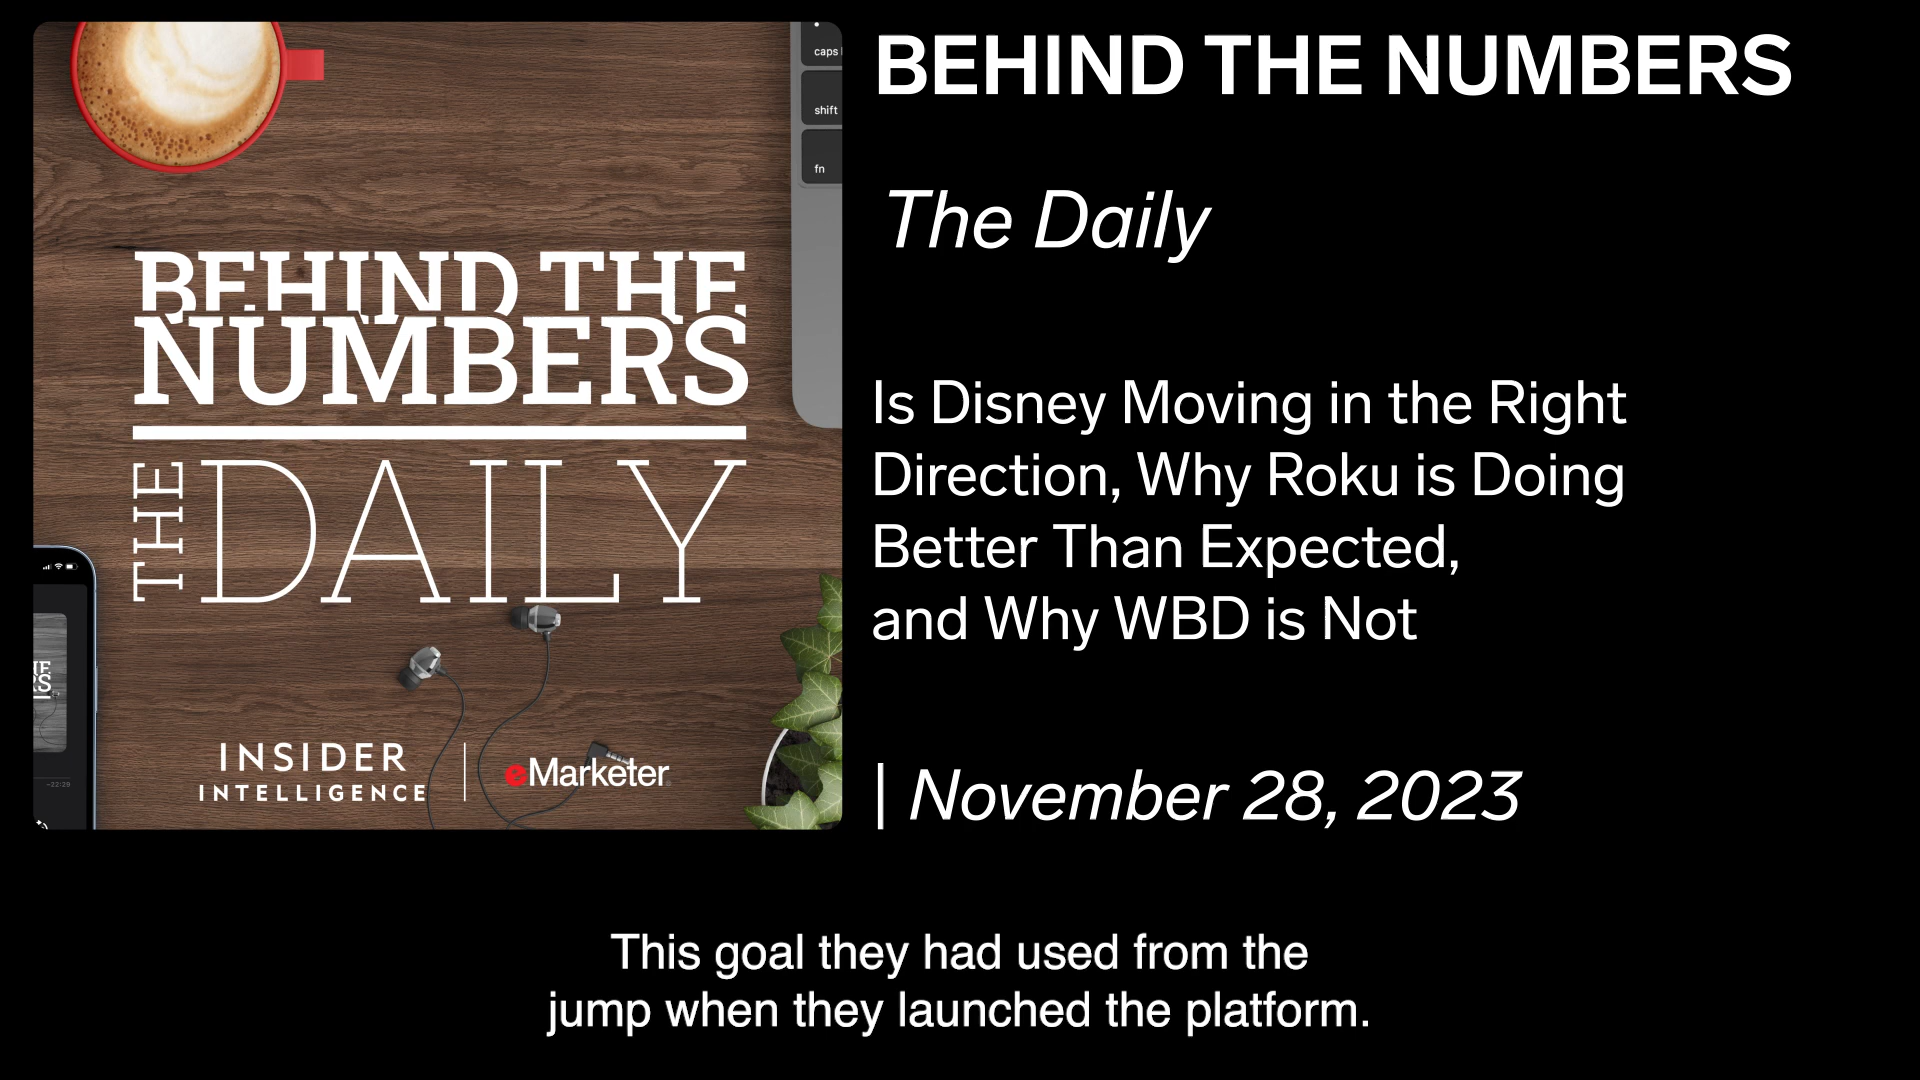 caps
shift
fn
BEHIND THE
NUMBERS
THE
DAILY
INSIDER
INTELLIGENCE
eMarketer
-22:29
BEHIND THE NUMBERS
The Daily
Is Disney Moving in the Right
Direction, Why Roku is Doing
Better Than Expected,
and Why WBD is Not
| November 28, 2023
This goal they had used from the
jump when they launched the platform.